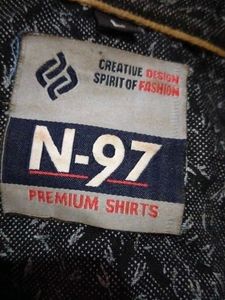 CREATIVE DESIGN
SPIRIT OF FASHION
N-97
PREMIUM SHIRTS